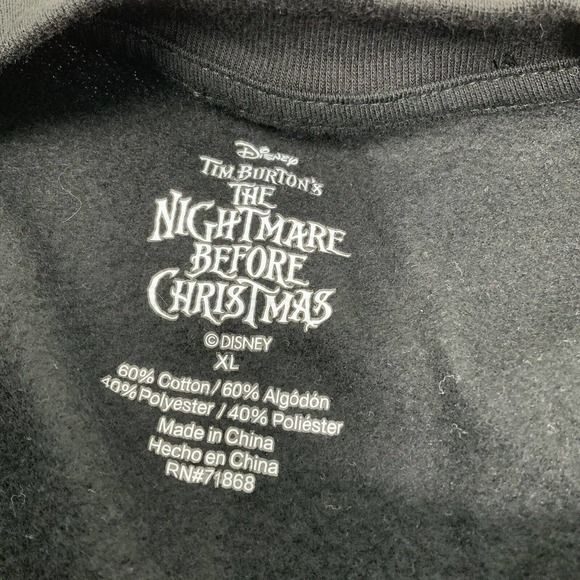 Disney
TIM BURTON'S
THE
NIGHTMARE
BEFORE
CHRISTMAS
© DISNEY
XL
60% Cotton / 60% Algódón
40% Polyester / 40% Poliéster
Made in China
Hecho en China
RN#71868